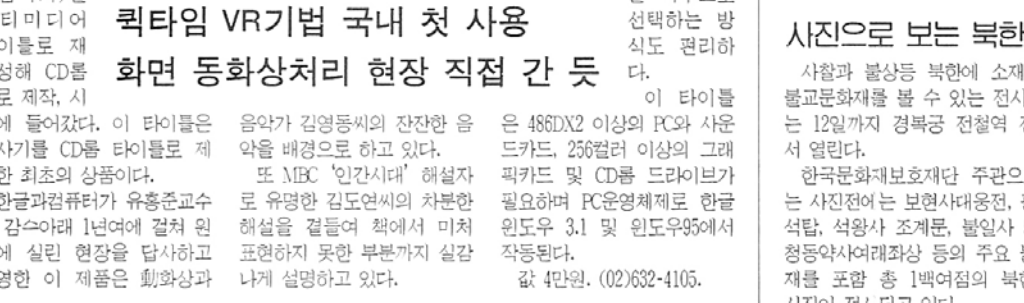 퀵타임 VR기법 국내 첫 사용
화면 동화상처리 현장 직접 간 듯
티미디어
이틀로 재
성해 CD롬
로 제작, 시
에 들어갔다. 이 타이틀은
사기를 CD롬 타이틀로 제
한 최초의 상품이다.
한글과컴퓨터가 유홍준교수
감수아래 1년여에 걸쳐 원
에 실린 현장을 답사하고
영한 이 제품은 動화상과
음악가 김영동씨의 잔잔한 음
악을 배경으로 하고 있다.
또 MBC ‘인간시대’ 해설자
로 유명한 김도연씨의 차분한
해설을 곁들여 책에서 미처
표현하지 못한 부분까지 실감
나게 설명하고 있다.
선택하는 방
식도 편리하
다.
이 타이틀
은 486DX2 이상의 PC와 사운
드카드, 256컬러 이상의 그래
픽카드 및 CD롬 드라이브가
필요하며 PC운영체제로 한글
윈도우 3.1 및 윈도우95에서
작동된다.
값 4만원. (02)632-4105.
사진으로 보는 북한
사찰과 불상등 북한에 소재
불교문화재를 볼 수 있는 전시
는 12일까지 경복궁 전철역
서 열린다.
한국문화재보호재단 주관으
는 사진전에는 보현사대웅전,
석탑, 석왕사 조계문, 불일사
청동약사여래좌상 등의 주요
재를 포함 총 1백여점의 북한